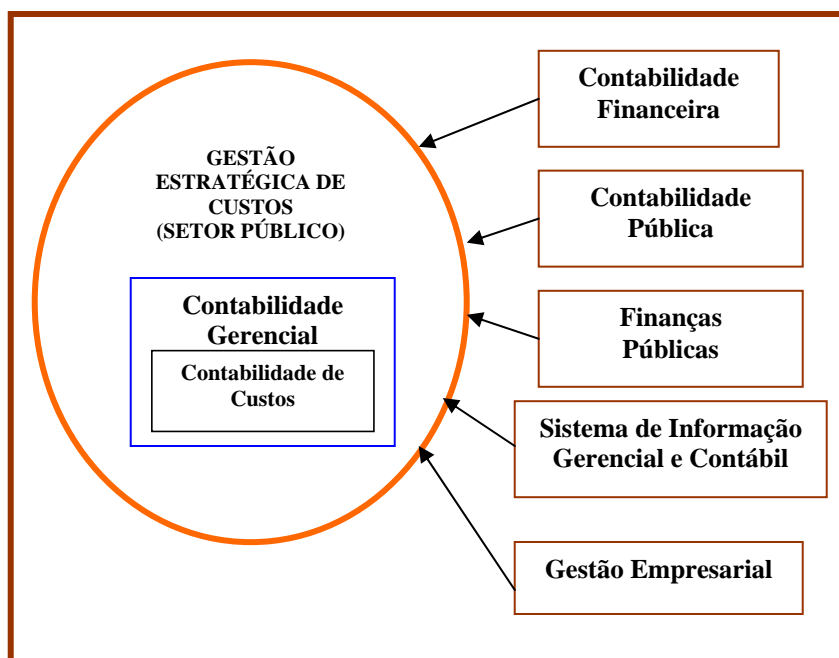 GESTÃO
ESTRATÉGICA DE
CUSTOS
(SETOR PÚBLICO)
Contabilidade
Gerencial
Contabilidade de
Custos
Contabilidade
Financeira
Contabilidade
Pública
Finanças
Públicas
Sistema de Informação
Gerencial e Contábil
Gestão Empresarial